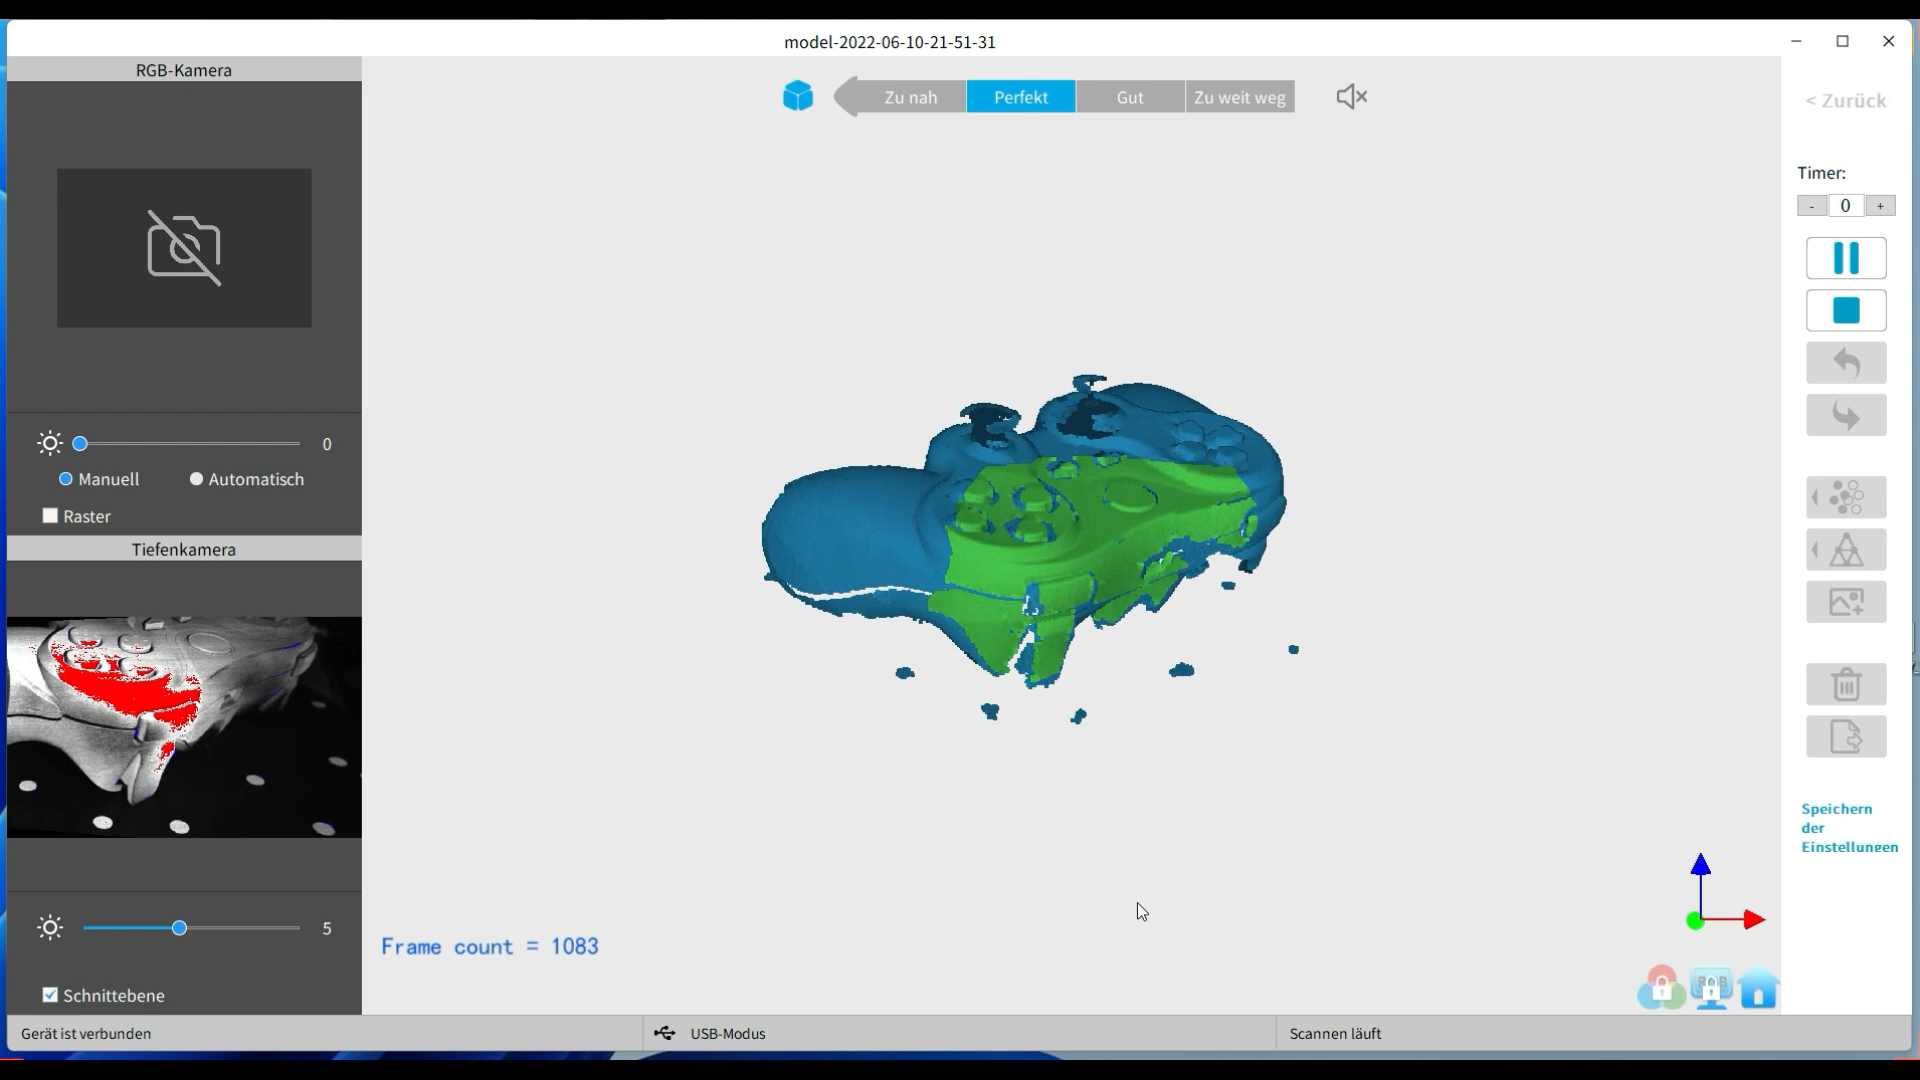 model-2022-06-10-21-51-31
RGB-Kamera
Zu nah
Perfekt
Gut
Zu weit weg
< Zurück
Timer:
- 0 +
0
Manuell
Automatisch
Raster
Tiefenkamera
5
Schnittebene
Frame count = 1083
Speichern
der
Einstellungen
RGB
Gerät ist verbunden
USB-Modus
Scannen läuft